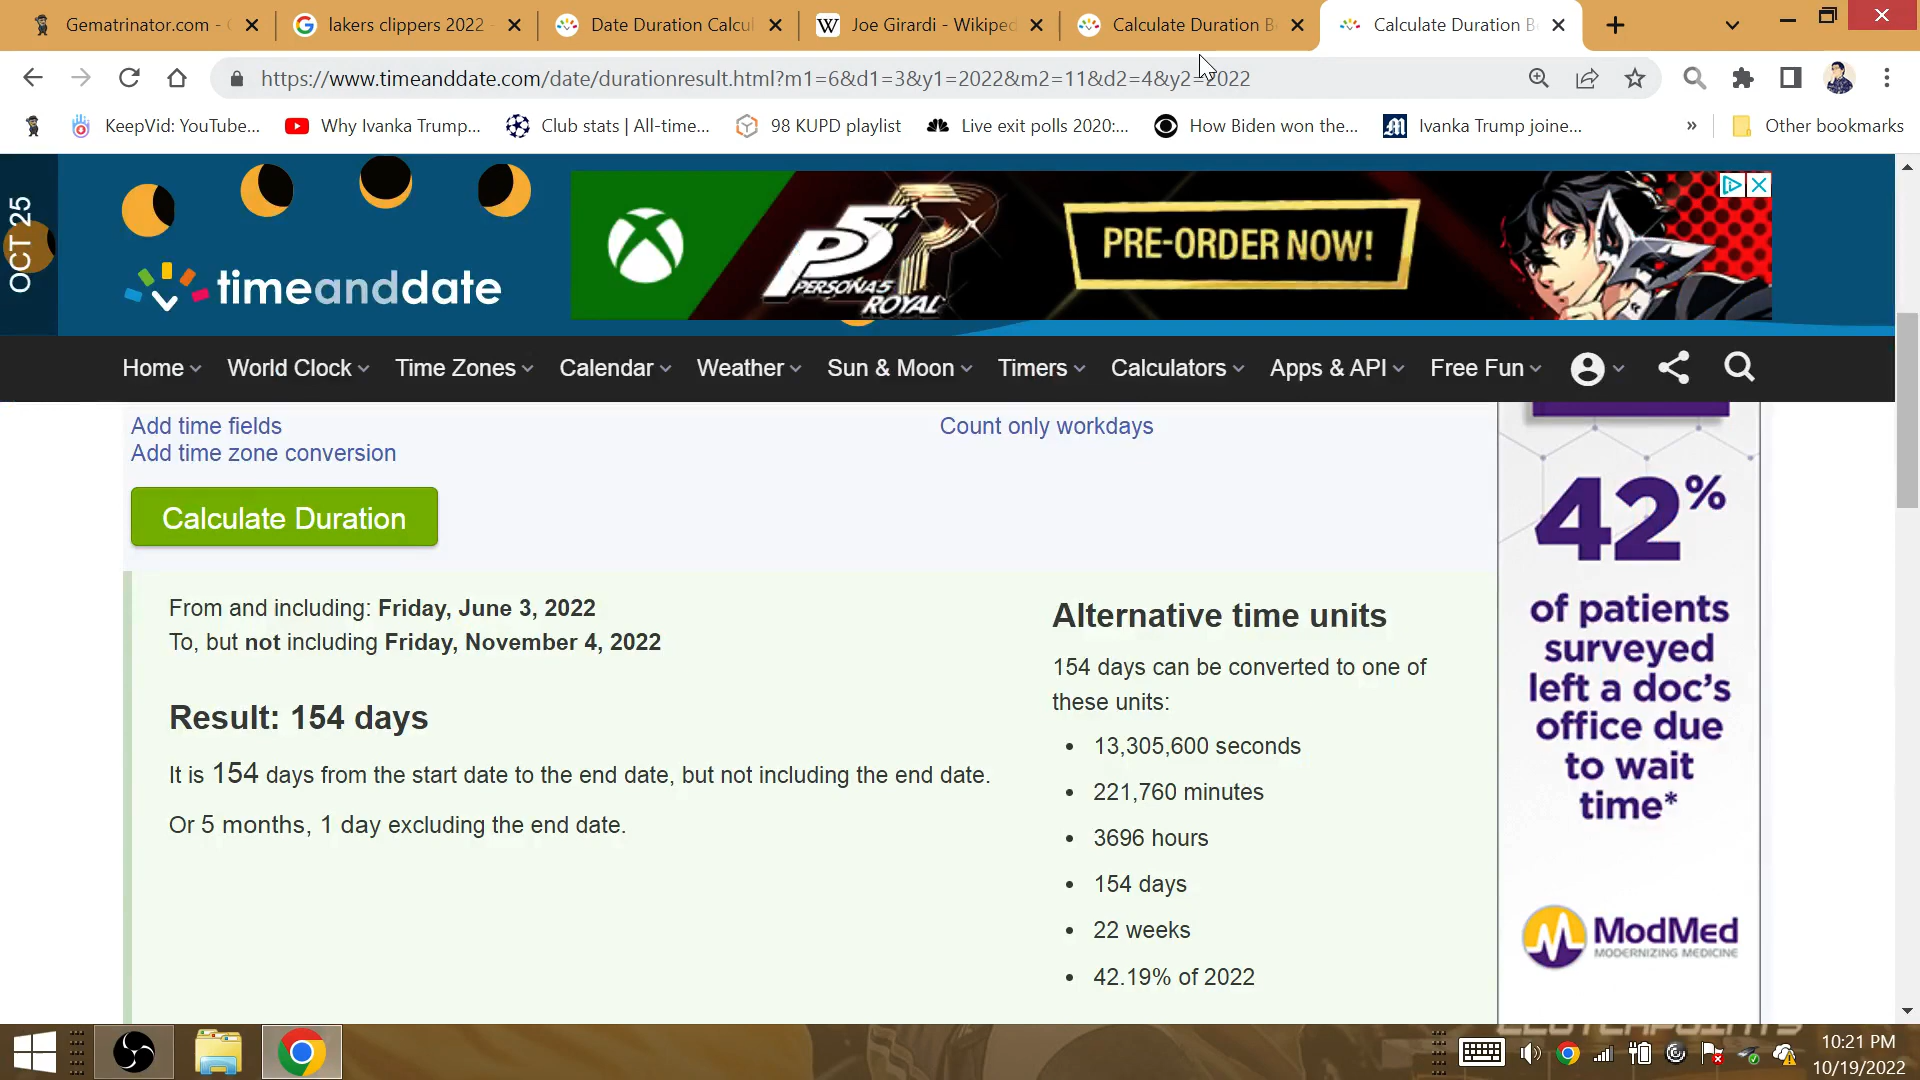 Gematrinator.com -
lakers clippers 2022 -
Date Duration Calcul
Joe Girardi - Wikiped
Calculate Duration B
Calculate Duration B
https://www.timeanddate.com/date/durationresult.html?m1=6&d1=3&y1=2022&m2=11&d2=4&y2=2022
KeepVid: YouTube...
Why Ivanka Trump,...
Club stats | All-time...
98 KUPD playlist
Live exit polls 2020:...
How Biden won the...
Ivanka Trump joine...
»
Other bookmarks
OCT 25
timeanddate
P5R
PERSONA5
ROYAL
PRE-ORDER NOW!
Home
World Clock
Time Zones
Calendar
Weather
Sun & Moon
Timers
Calculators
Apps & API
Free Fun
Add time fields
Count only workdays
Add time zone conversion
Calculate Duration
From and including: Friday, June 3, 2022
To, but not including Friday, November 4, 2022
Result: 154 days
It is 154 days from the start date to the end date, but not including the end date.
Or 5 months, 1 day excluding the end date.
Alternative time units
154 days can be converted to one of
these units:
• 13,305,600 seconds
• 221,760 minutes
• 3696 hours
• 154 days
• 22 weeks
• 42.19% of 2022
42%
of patients
surveyed
left a doc's
office due
to wait
time*
ModMed
MODERNIZING MEDICINE
10:21 PM
10/19/2022